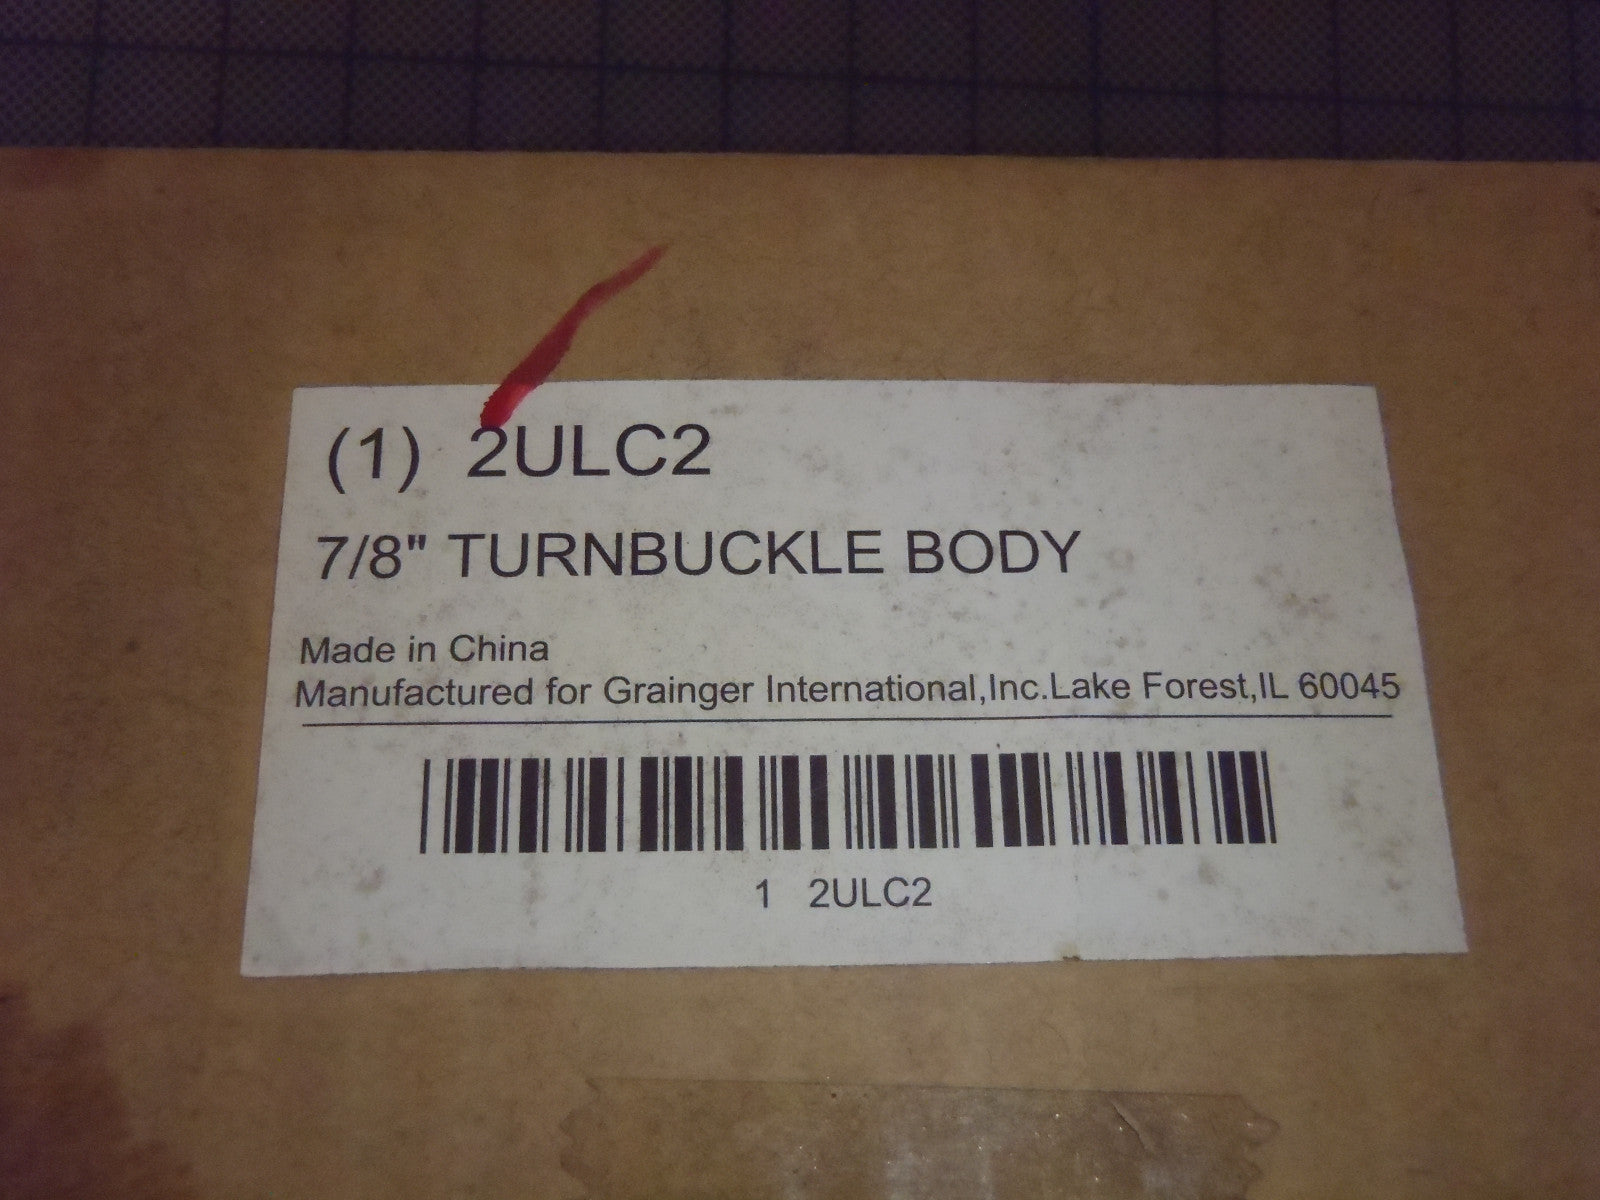 (1) 2ULC2
7/8" TURNBUCKLE BODY
Made in China
Manufactured for Grainger International,Inc.Lake Forest,IL 60045
1 2ULC2